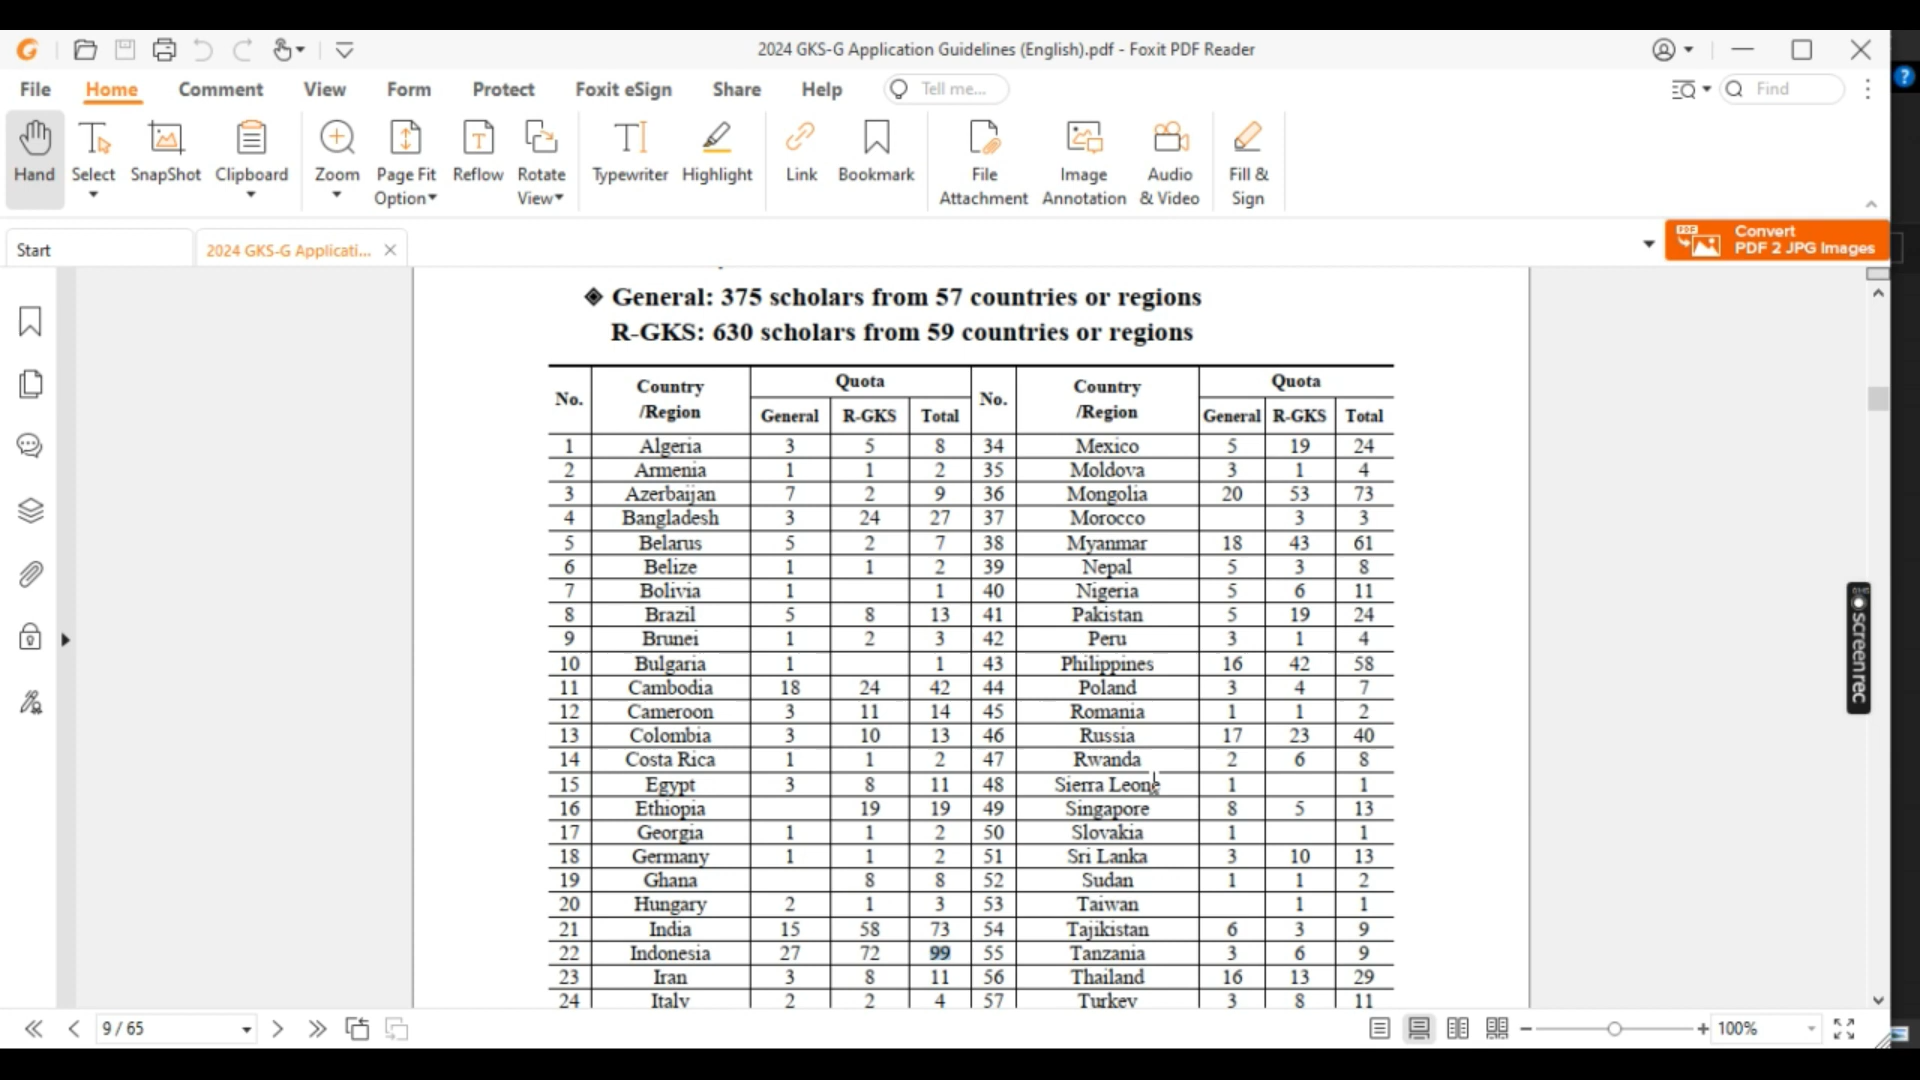 2024 GKS-G Application Guidelines (English).pdf - Foxit PDF Reader
File Home Comment View Form Protect Foxit eSign Share Help Tell me... Find
Hand Select SnapShot Clipboard Zoom Page Fit Option Reflow Rotate View Typewriter Highlight Link Bookmark File Attachment Image Annotation Audio & Video Fill & Sign
Start 2024 GKS-G Applicati...
Convert
PDF 2 JPG Images
◈ General: 375 scholars from 57 countries or regions
R-GKS: 630 scholars from 59 countries or regions
No. Country /Region Quota No. Country /Region Quota
General R-GKS Total General R-GKS Total
1 Algeria 3 5 8 34 Mexico 5 19 24
2 Armenia 1 1 2 35 Moldova 3 1 4
3 Azerbaijan 7 2 9 36 Mongolia 20 53 73
4 Bangladesh 3 24 27 37 Morocco 3 3
5 Belarus 5 2 7 38 Myanmar 18 43 61
6 Belize 1 1 2 39 Nepal 5 3 8
7 Bolivia 1 1 40 Nigeria 5 6 11
8 Brazil 5 8 13 41 Pakistan 5 19 24
9 Brunei 1 2 3 42 Peru 3 1 4
10 Bulgaria 1 1 43 Philippines 16 42 58
11 Cambodia 18 24 42 44 Poland 3 4 7
12 Cameroon 3 11 14 45 Romania 1 1 2
13 Colombia 3 10 13 46 Russia 17 23 40
14 Costa Rica 1 1 2 47 Rwanda 2 6 8
15 Egypt 3 8 11 48 Sierra Leone 1 1
16 Ethiopia 19 19 49 Singapore 8 5 13
17 Georgia 1 1 2 50 Slovakia 1 1
18 Germany 1 1 2 51 Sri Lanka 3 10 13
19 Ghana 8 8 52 Sudan 1 1 2
20 Hungary 2 1 3 53 Taiwan 1 1
21 India 15 58 73 54 Tajikistan 6 3 9
22 Indonesia 27 72 99 55 Tanzania 3 6 9
23 Iran 3 8 11 56 Thailand 16 13 29
24 Italy 2 2 4 57 Turkey 3 8 11
screenrec
9 / 65
100%